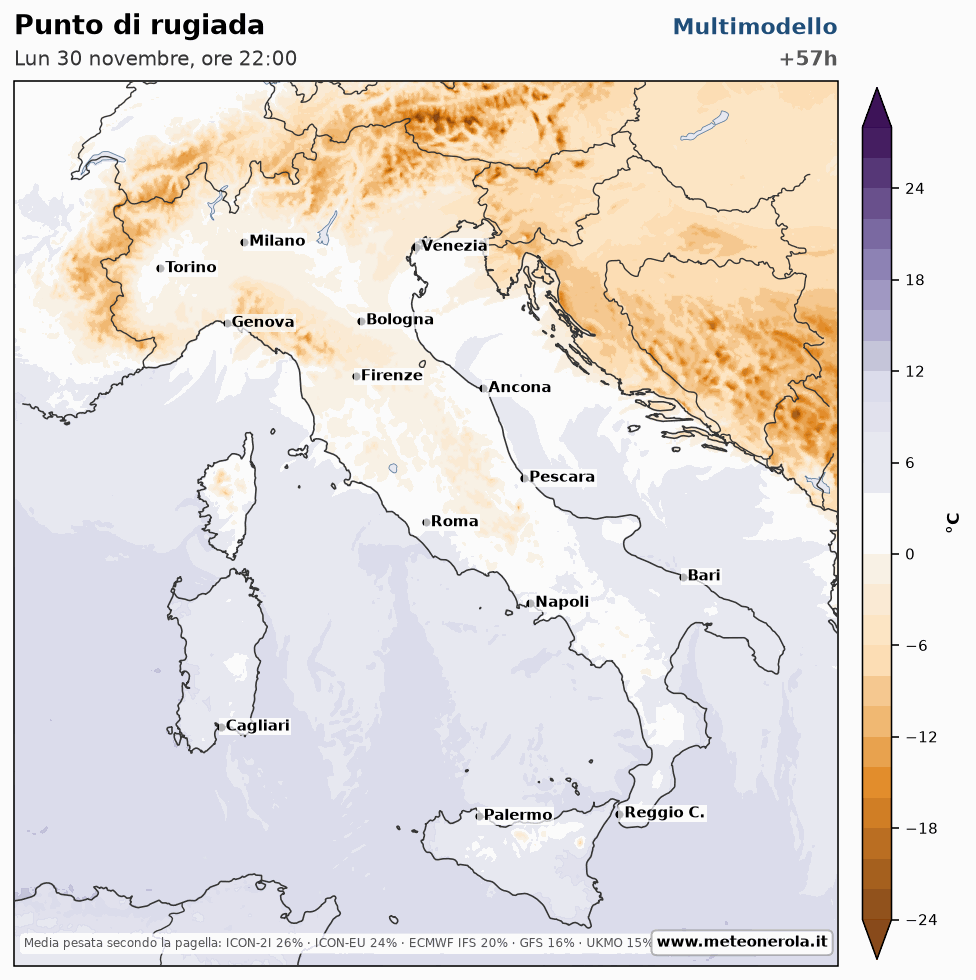 Punto di rugiada
Multimodello
Lun 30 novembre, ore 22:00
+57h
Milano
Venezia
Torino
Genova
Bologna
Firenze
Ancona
Pescara
Roma
Bari
Napoli
Cagliari
Palermo
Reggio C.
24
18
12
6
0
−6
−12
−18
−24
°C
Media pesata secondo la pagella: ICON-2I 26% · ICON-EU 24% · ECMWF IFS 20% · GFS 16% · UKMO 15%
www.meteonerola.it